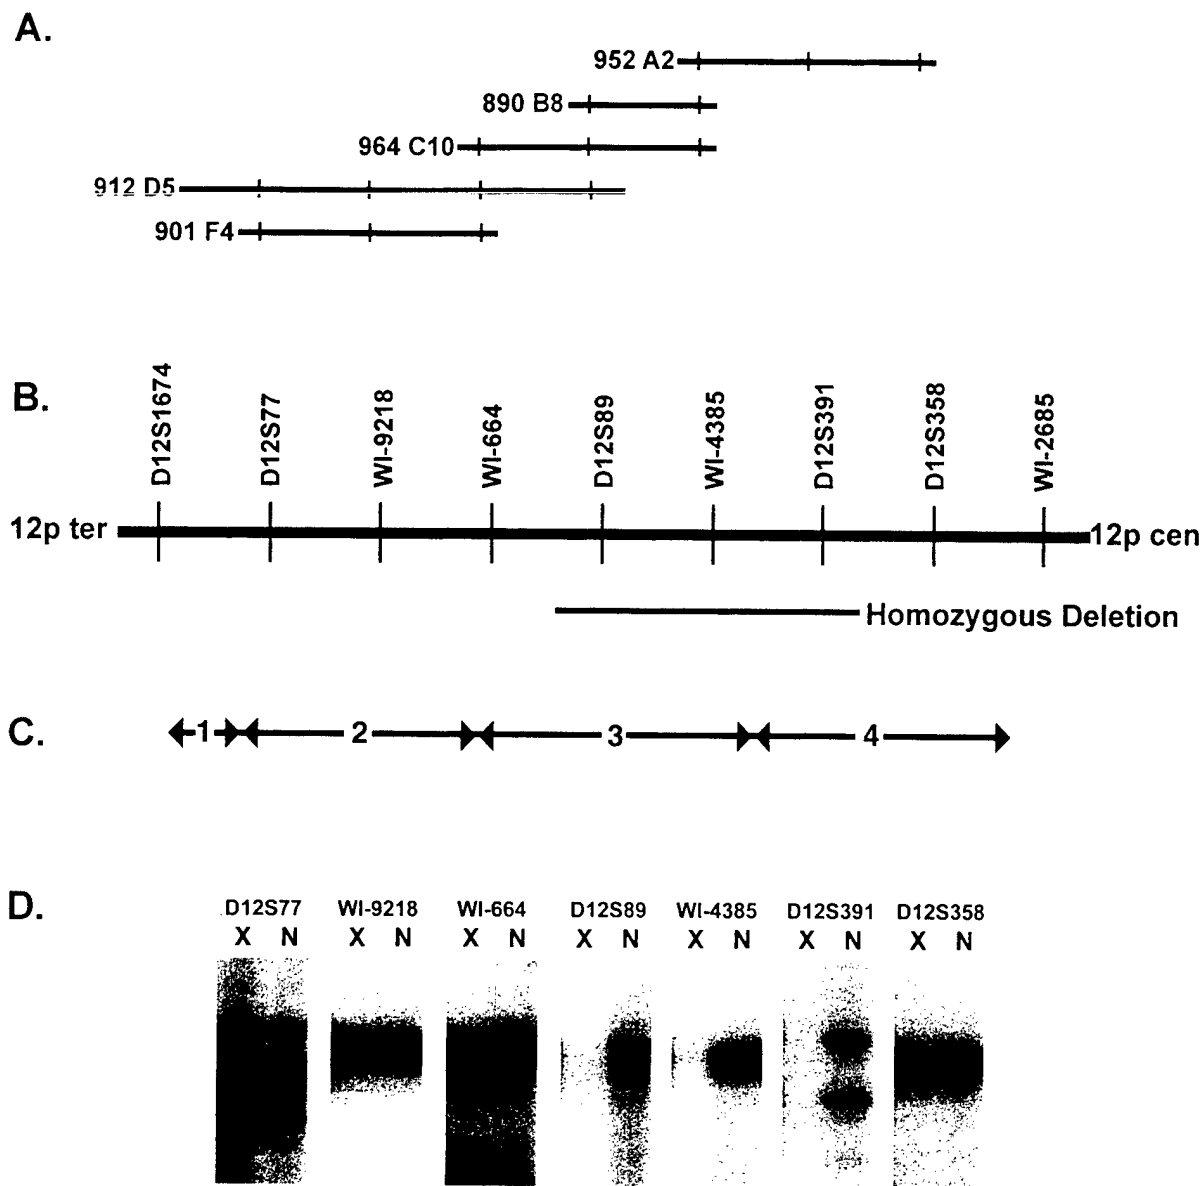 A.
952 A2
890 B8
964 C10
912 D5
901 F4
B.
D12S1674
D12S77
WI-9218
WI-664
D12S89
WI-4385
D12S391
D12S358
WI-2685
12p ter
12p cen
Homozygous Deletion
C.
1 2 3 4
D.
D12S77 WI-9218 WI-664 D12S89 WI-4385 D12S391 D12S358
X N X N X N X N X N X N X N